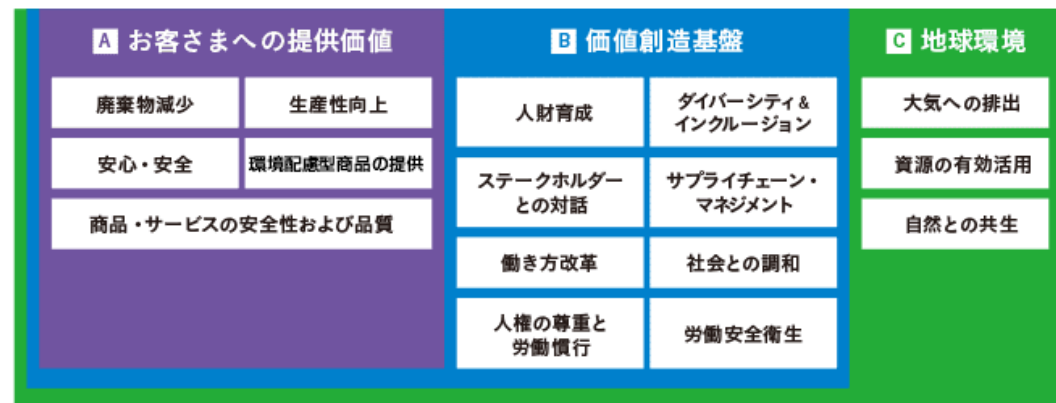 A お客さまへの提供価値
廃棄物減少
生産性向上
安心・安全
環境配慮型商品の提供
商品・サービスの安全性および品質
B 価値創造基盤
人財育成
ダイバーシティ&
インクルージョン
ステークホルダー
との対話
サプライチェーン・
マネジメント
働き方改革
社会との調和
人権の尊重と
労働慣行
労働安全衛生
C 地球環境
大気への排出
資源の有効活用
自然との共生